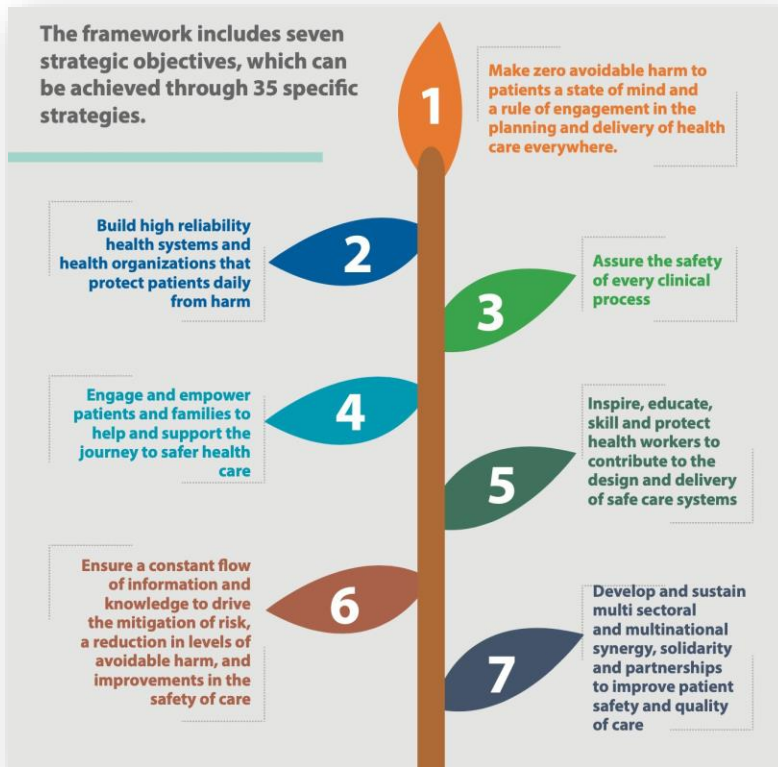 The framework includes seven
strategic objectives, which can
be achieved through 35 specific
strategies.
1
Make zero avoidable harm to
patients a state of mind and
a rule of engagement in the
planning and delivery of health
care everywhere.
2
Build high reliability
health systems and
health organizations that
protect patients daily
from harm
3
Assure the safety
of every clinical
process
4
Engage and empower
patients and families to
help and support the
journey to safer health
care
5
Inspire, educate,
skill and protect
health workers to
contribute to the
design and delivery
of safe care systems
6
Ensure a constant flow
of information and
knowledge to drive
the mitigation of risk,
a reduction in levels of
avoidable harm, and
improvements in the
safety of care
7
Develop and sustain
multi sectoral
and multinational
synergy, solidarity
and partnerships
to improve patient
safety and quality
of care